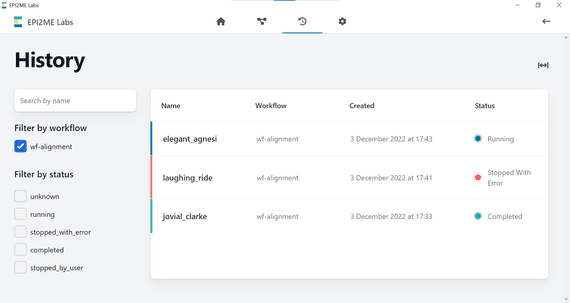 EPI2ME Labs
EPI2ME Labs
History
Search by name
Filter by workflow
wf-alignment
Filter by status
unknown
running
stopped_with_error
completed
stopped_by_user
Name Workflow Created Status
elegant_agnesi wf-alignment 3 December 2022 at 17:43 Running
laughing_ride wf-alignment 3 December 2022 at 17:41 Stopped With
Error
jovial_clarke wf-alignment 3 December 2022 at 17:33 Completed